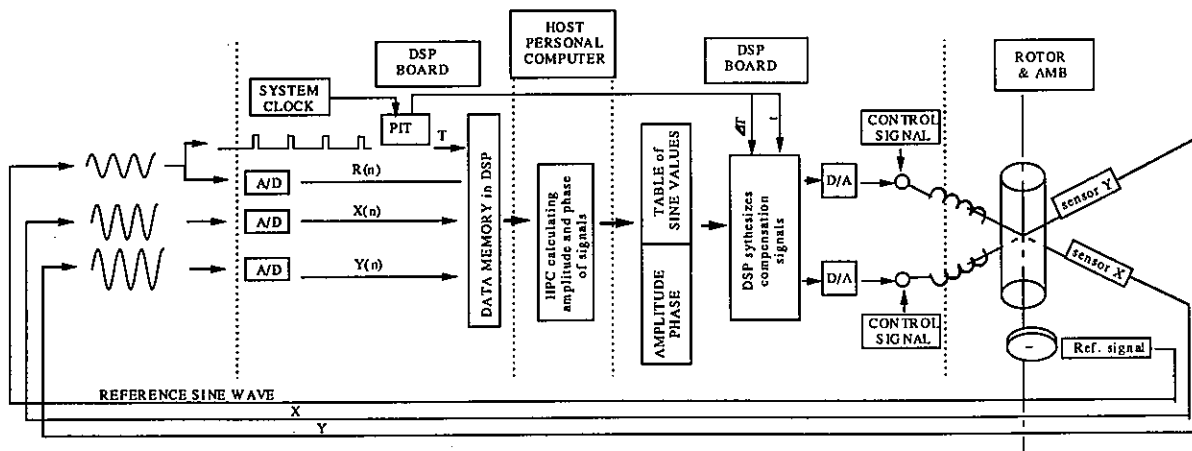 HOST
PERSONAL
COMPUTER
DSP
BOARD
DSP
BOARD
ROTOR
& AMB
SYSTEM
CLOCK
PIT
T
ΔT
t
CONTROL
SIGNAL
A/D
R(n)
A/D
X(n)
A/D
Y(n)
DATA MEMORY in DSP
HPC calculating
amplitude and phase
of signals
TABLE of
SINE VALUES
AMPLITUDE
PHASE
DSP sythesizes
compensation
signals
D/A
D/A
CONTROL
SIGNAL
sensor Y
sensor X
Ref. signal
REFERENCE SINE WAVE
X
Y